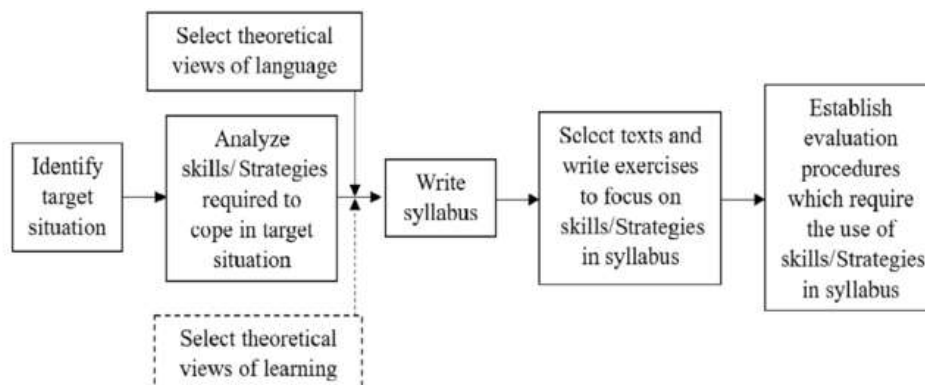 Select theoretical
views of language
Identify
target
situation
Analyze
skills/Strategies
required to
cope in target
situation
Write
syllabus
Select texts and
write exercises
to focus on
skills/Strategies
in syllabus
Establish
evaluation
procedures
which require
the use of
skills/Strategies
in syllabus
Select theoretical
views of learning